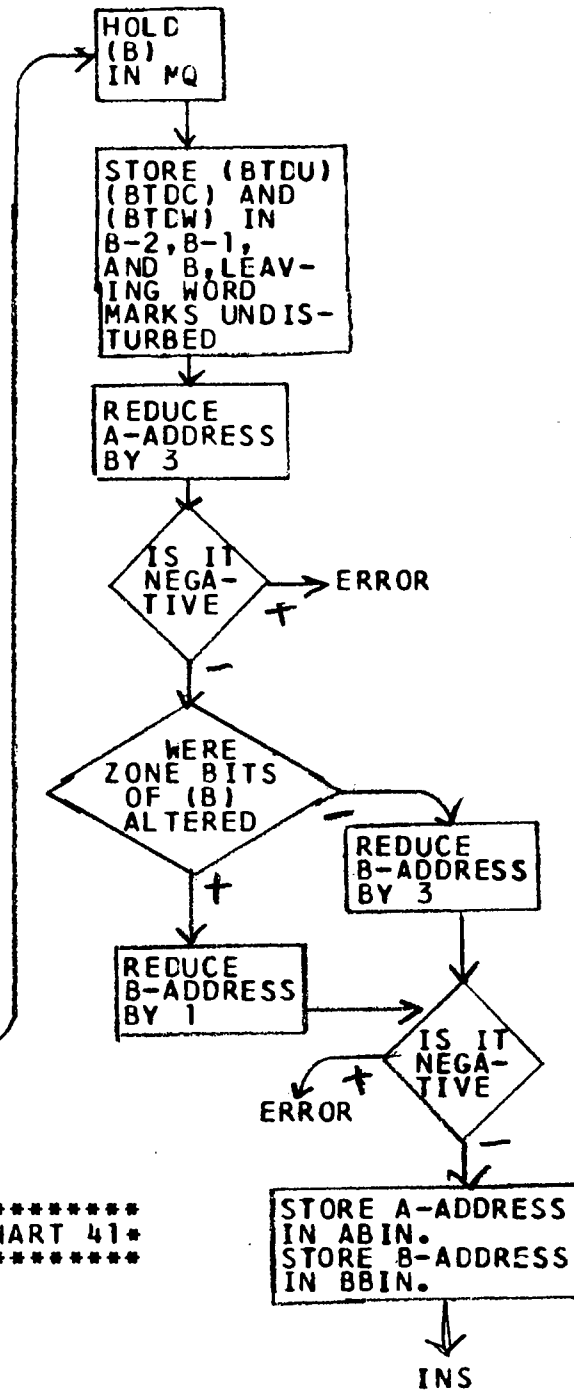 HOLD
(B)
IN MQ
STORE (BTDU)
(BTDC) AND
(BTDW) IN
B-2,B-1,
AND B,LEAV-
ING WORD
MARKS UNDIS-
TURBED
REDUCE
A-ADDRESS
BY 3
IS IT
NEGA-
TIVE
+
ERROR
-
WERE
ZONE BITS
OF (B)
ALTERED
-
+
REDUCE
B-ADDRESS
BY 3
REDUCE
B-ADDRESS
BY 1
IS IT
NEGA-
TIVE
+
ERROR
-
********
HART 41*
********
STORE A-ADDRESS
IN ABIN.
STORE B-ADDRESS
IN BBIN.
INS